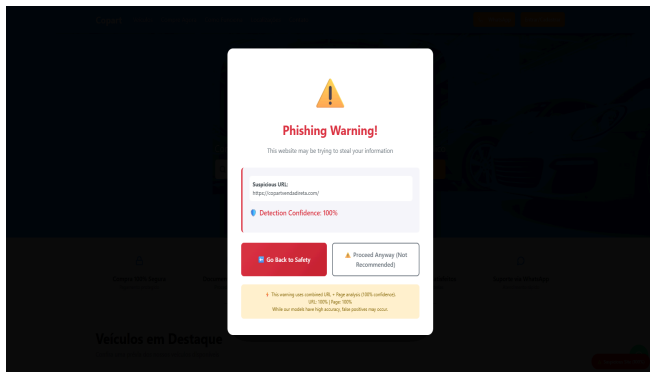 Copart
Phishing Warning!
This website may be trying to steal your information
Suspicious URL:
https://copartvendadireta.com/
Detection Confidence: 100%
Go Back to Safety
Proceed Anyway (Not
Recommended)
This warning uses combined URL + Page analysis (100% confidence).
URL: 100% | Page: 100%
While our models have high accuracy, false positives may occur.
Veículos em Destaque